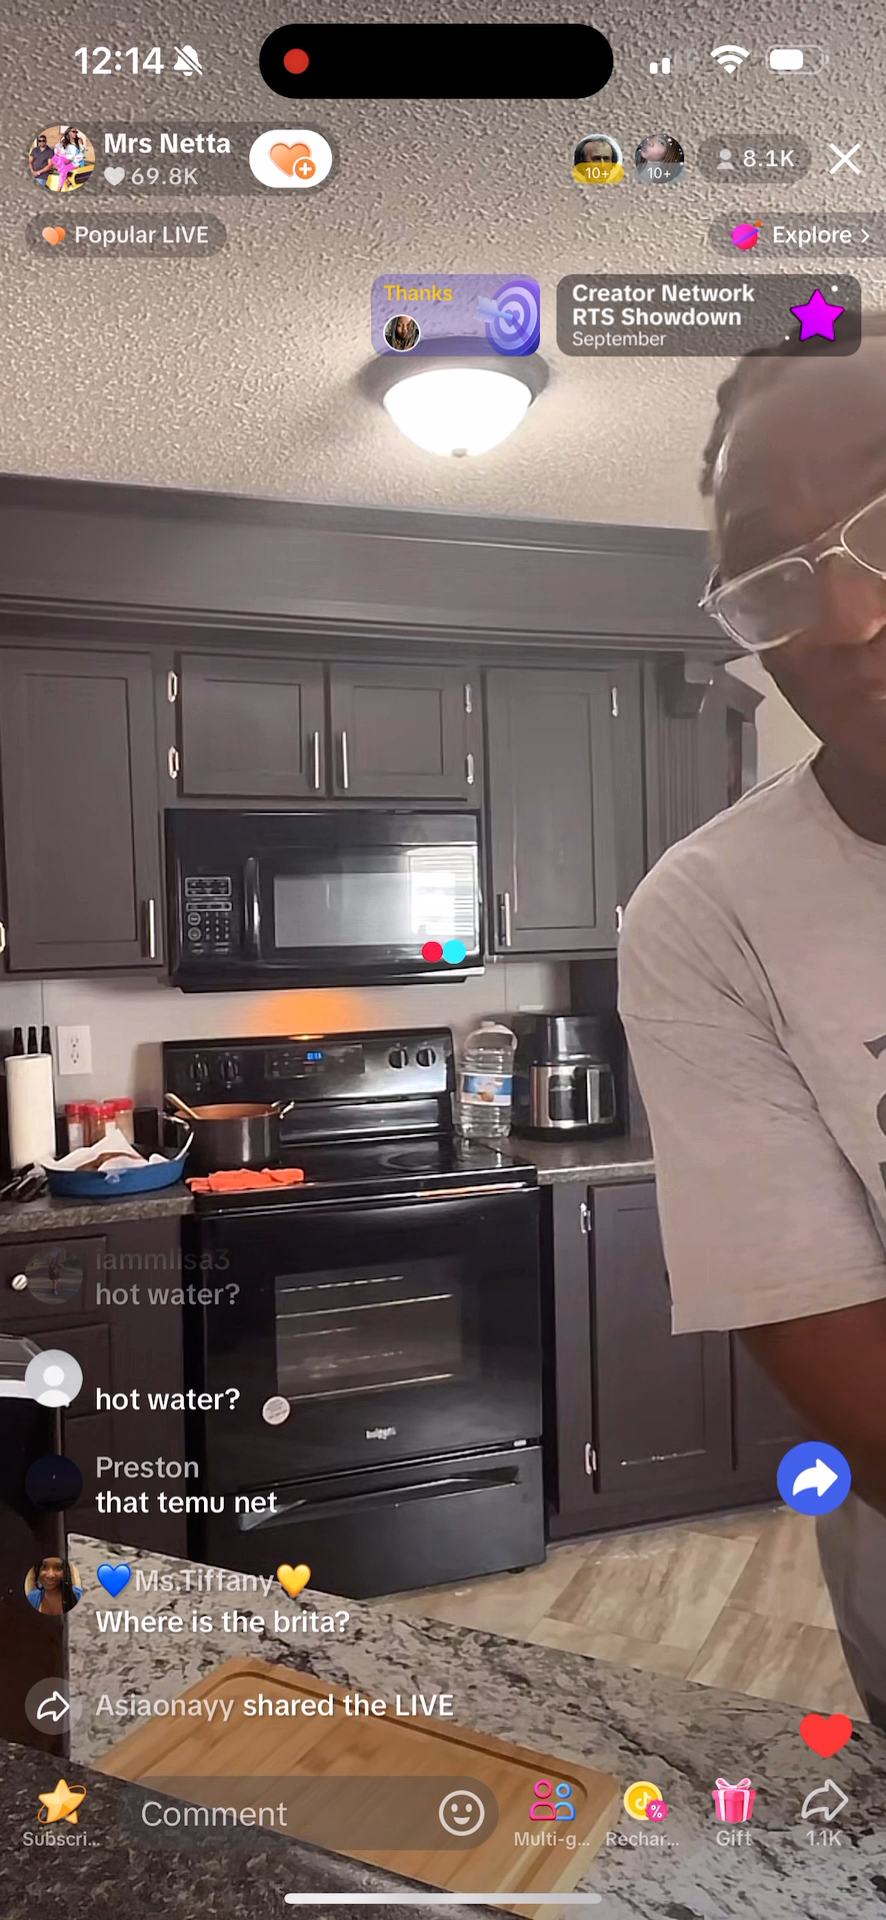 12:14
Mrs Netta
69.8K
10+
10+
8.1K
Popular LIVE
Explore >
Thanks
Creator Network
RTS Showdown
September
iammlisa3
hot water?
hot water?
Preston
that temu net
💙Ms.Tiffany💛
Where is the brita?
Asiaonayy shared the LIVE
Comment
Subscri...
Multi-g...
Rechar...
Gift
1.1K